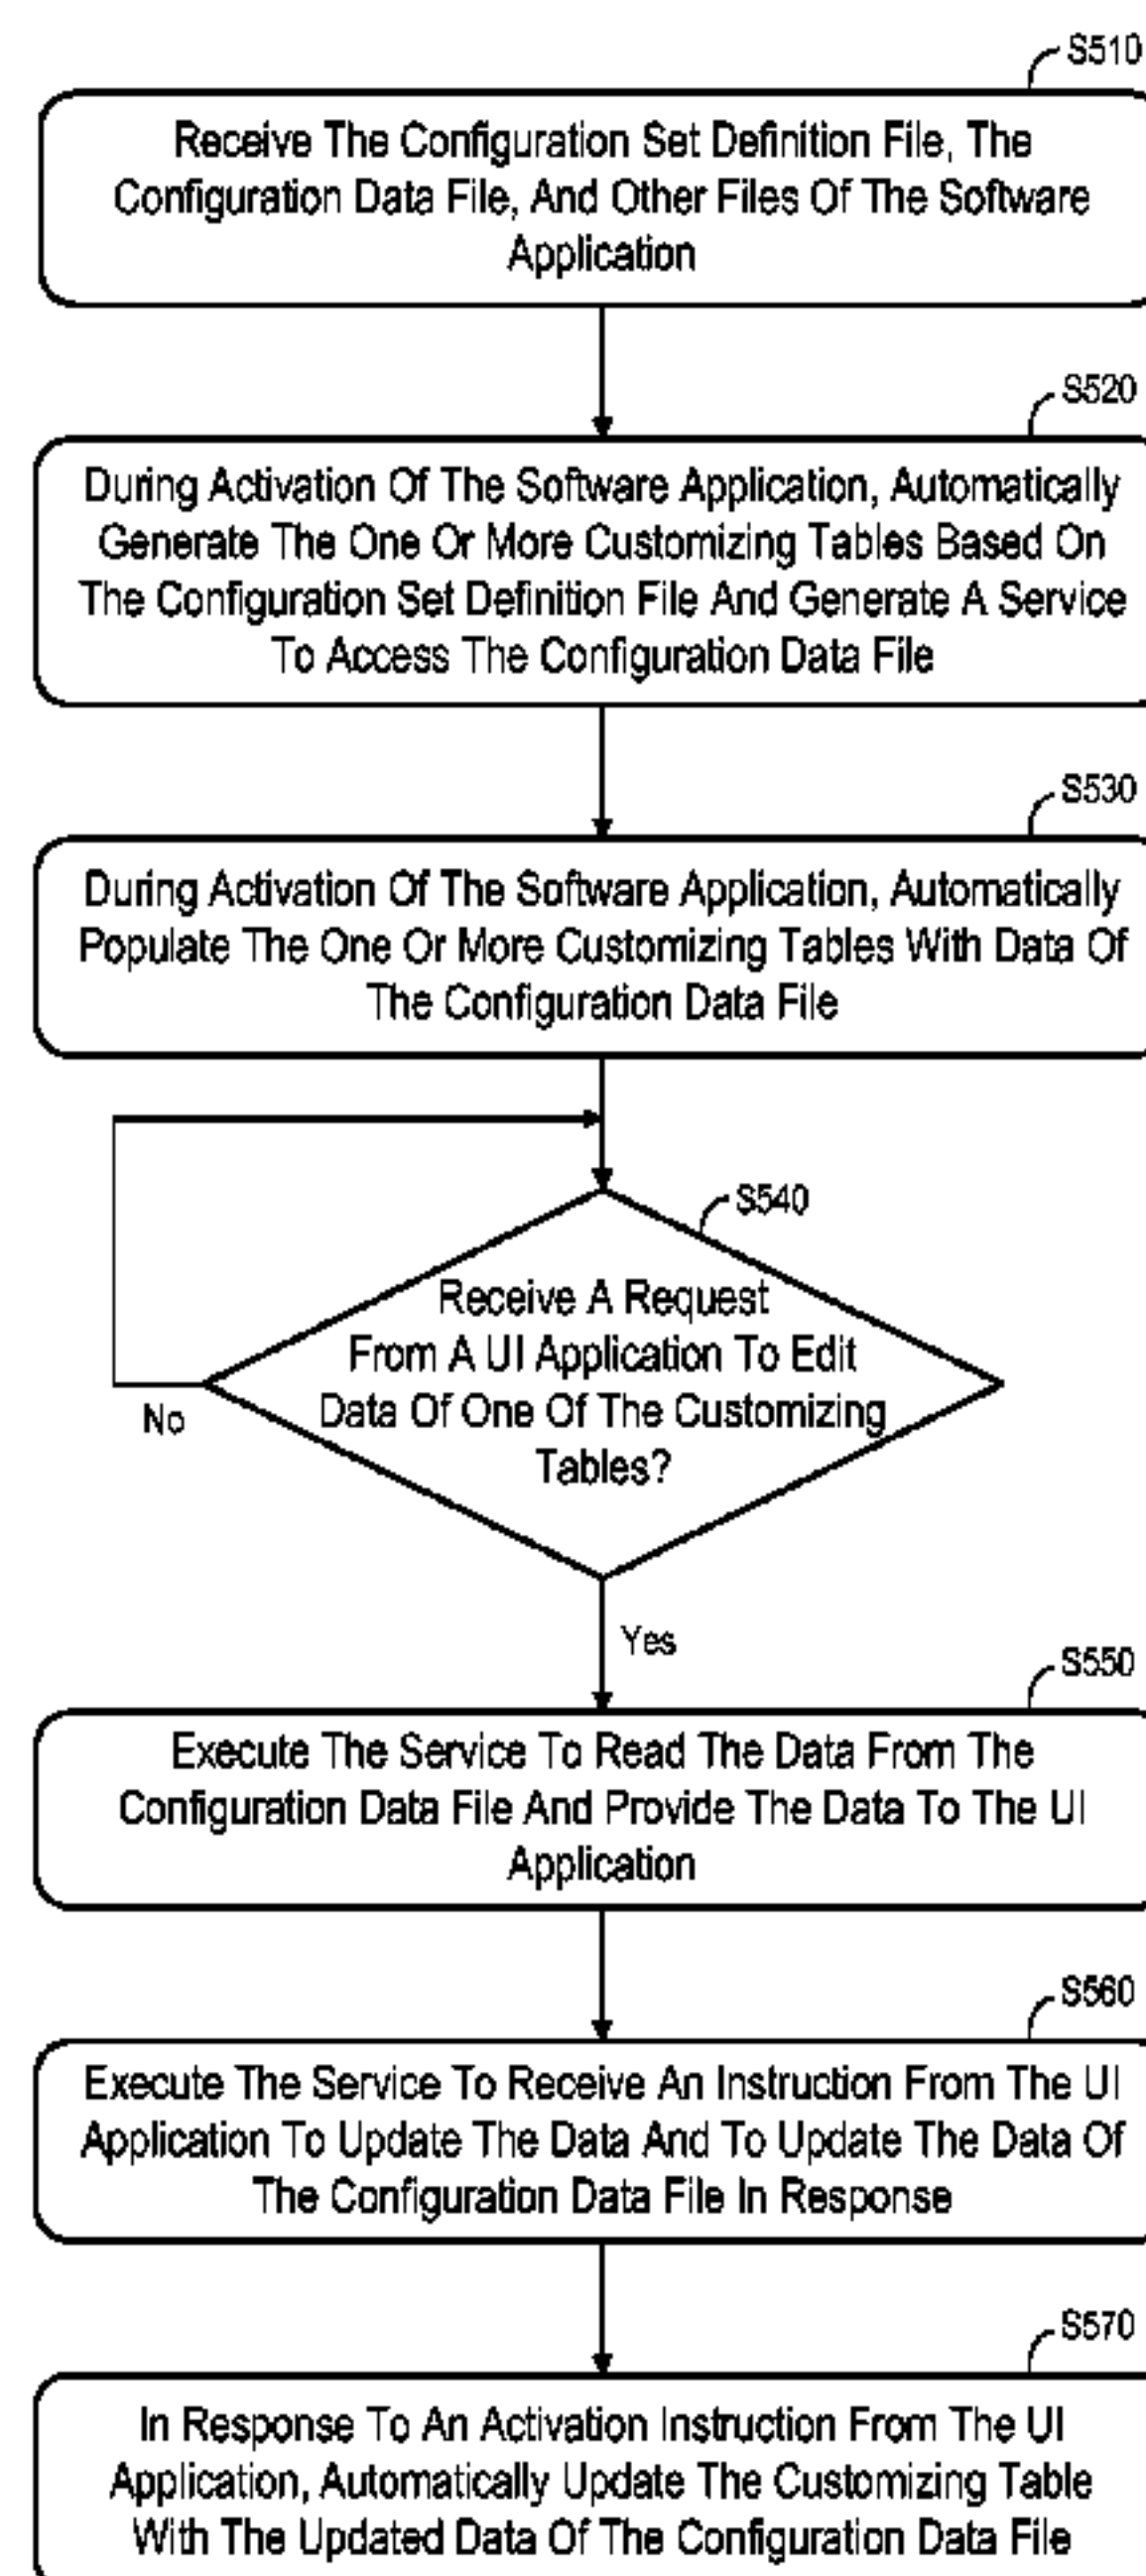 S510
Receive The Configuration Set Definition File, The
Configuration Data File, And Other Files Of The Software
Application
S520
During Activation Of The Software Application, Automatically
Generate The One Or More Customizing Tables Based On
The Configuration Set Definition File And Generate A Service
To Access The Configuration Data File
S530
During Activation Of The Software Application, Automatically
Populate The One Or More Customizing Tables With Data Of
The Configuration Data File
S540
Receive A Request
From A UI Application To Edit
Data Of One Of The Customizing
Tables?
No
Yes
S550
Execute The Service To Read The Data From The
Configuration Data File And Provide The Data To The UI
Application
S560
Execute The Service To Receive An Instruction From The UI
Application To Update The Data And To Update The Data Of
The Configuration Data File In Response
S570
In Response To An Activation Instruction From The UI
Application, Automatically Update The Customizing Table
With The Updated Data Of The Configuration Data File